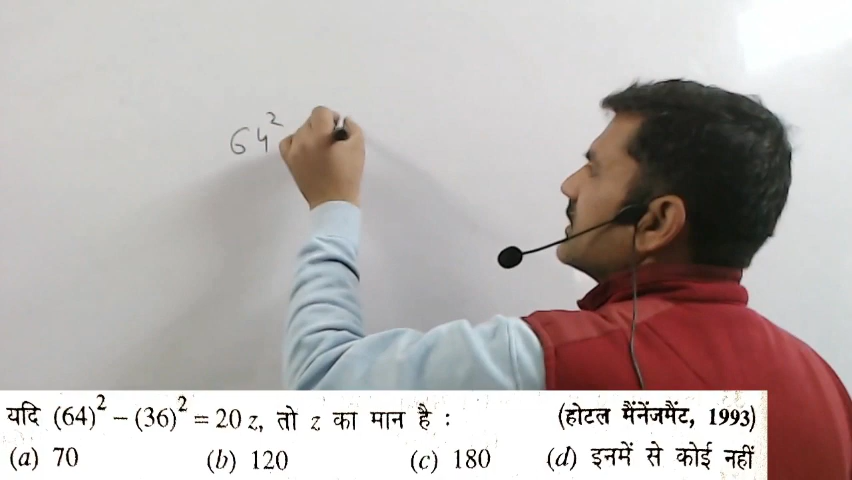 64²
यदि (64)² – (36)² = 20 z, तो z का मान है :
(होटल मैंनेंजमैंट, 1993)
(a) 70 (b) 120 (c) 180 (d) इनमें से कोई नहीं